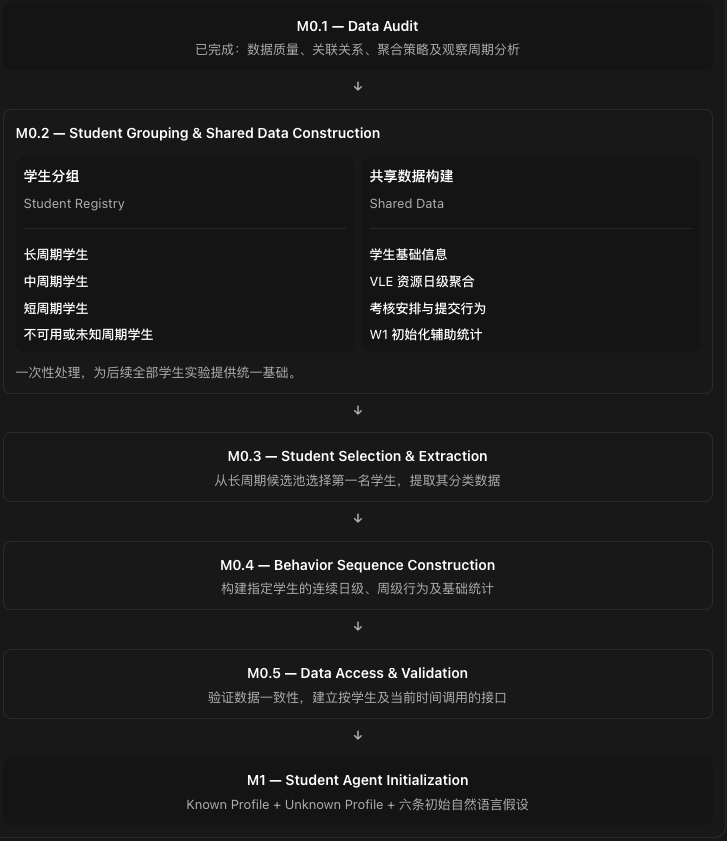 M0.1 — Data Audit
已完成：数据质量、关联关系、聚合策略及观察周期分析
↓
M0.2 — Student Grouping & Shared Data Construction
学生分组
Student Registry
长周期学生
中周期学生
短周期学生
不可用或未知周期学生
共享数据构建
Shared Data
学生基础信息
VLE 资源日级聚合
考核安排与提交行为
W1 初始化辅助统计
一次性处理，为后续全部学生实验提供统一基础。
↓
M0.3 — Student Selection & Extraction
从长周期候选池选择第一名学生，提取其分类数据
↓
M0.4 — Behavior Sequence Construction
构建指定学生的连续日级、周级行为及基础统计
↓
M0.5 — Data Access & Validation
验证数据一致性，建立按学生及当前时间调用的接口
↓
M1 — Student Agent Initialization
Known Profile + Unknown Profile + 六条初始自然语言假设